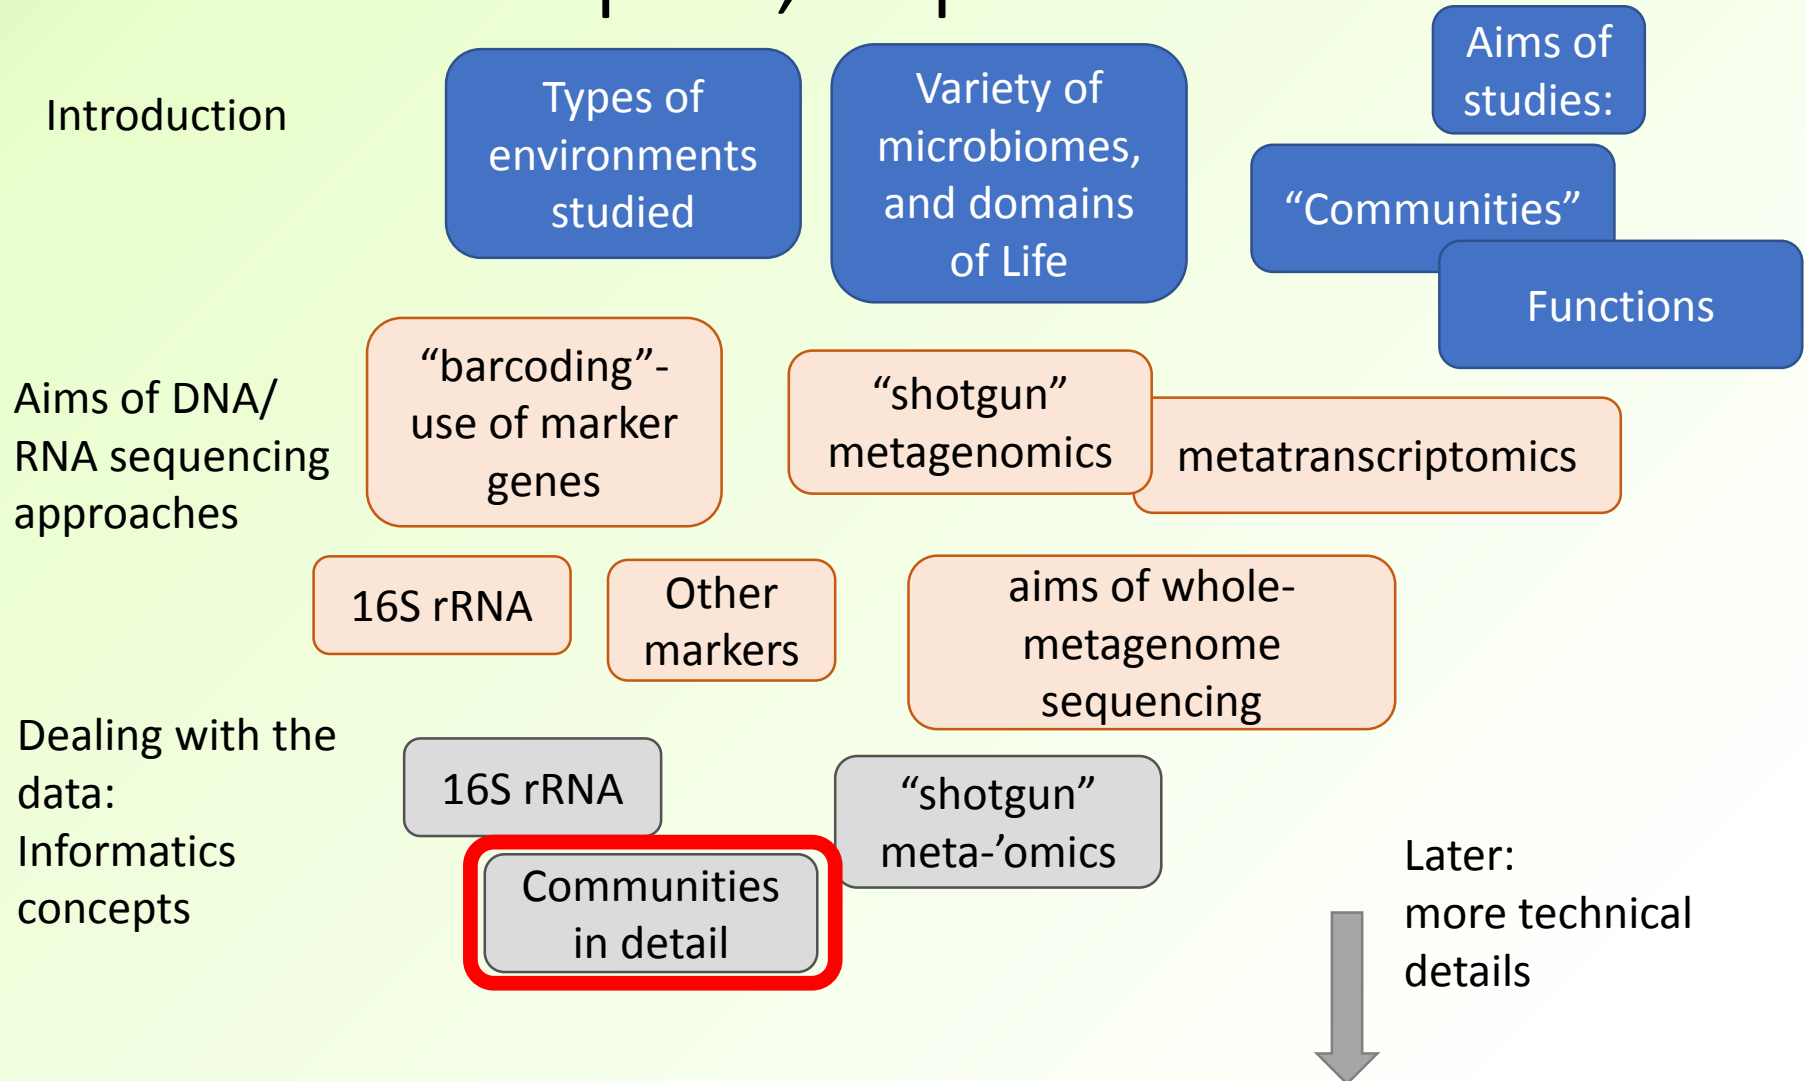 Introduction
Types of
environments
studied
Variety of
microbiomes,
and domains
of Life
Aims of
studies:
“Communities”
Functions
Aims of DNA/
RNA sequencing
approaches
“barcoding”-
use of marker
genes
“shotgun”
metagenomics
metatranscriptomics
16S rRNA
Other
markers
aims of whole-
metagenome
sequencing
Dealing with the
data:
Informatics
concepts
16S rRNA
Communities
in detail
“shotgun”
meta-’omics
Later:
more technical
details